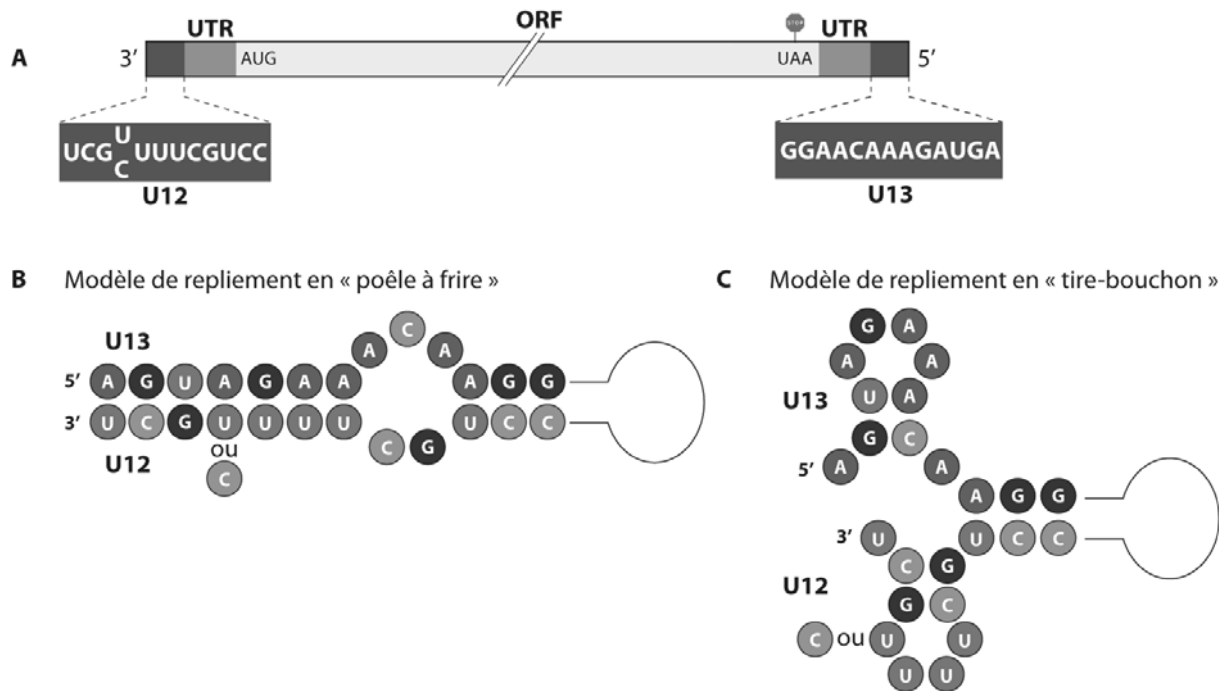 A
3′
UTR
ORF
UTR
5′
AUG
STOP
UAA
UCG U/C UUUCGUCC
U12
GGAACAAAGAUGA
U13
B Modèle de repliement en « poêle à frire »
U13
A C A
5′ A G U A G A A A G G
3′ U C G U U U U U C C
C G
U12
ou
C
C Modèle de repliement en « tire-bouchon »
G A
A A
U13
U A
G C
5′ A A
A G G
3′ U U C C
C G
U12
G C
C ou U U
U U